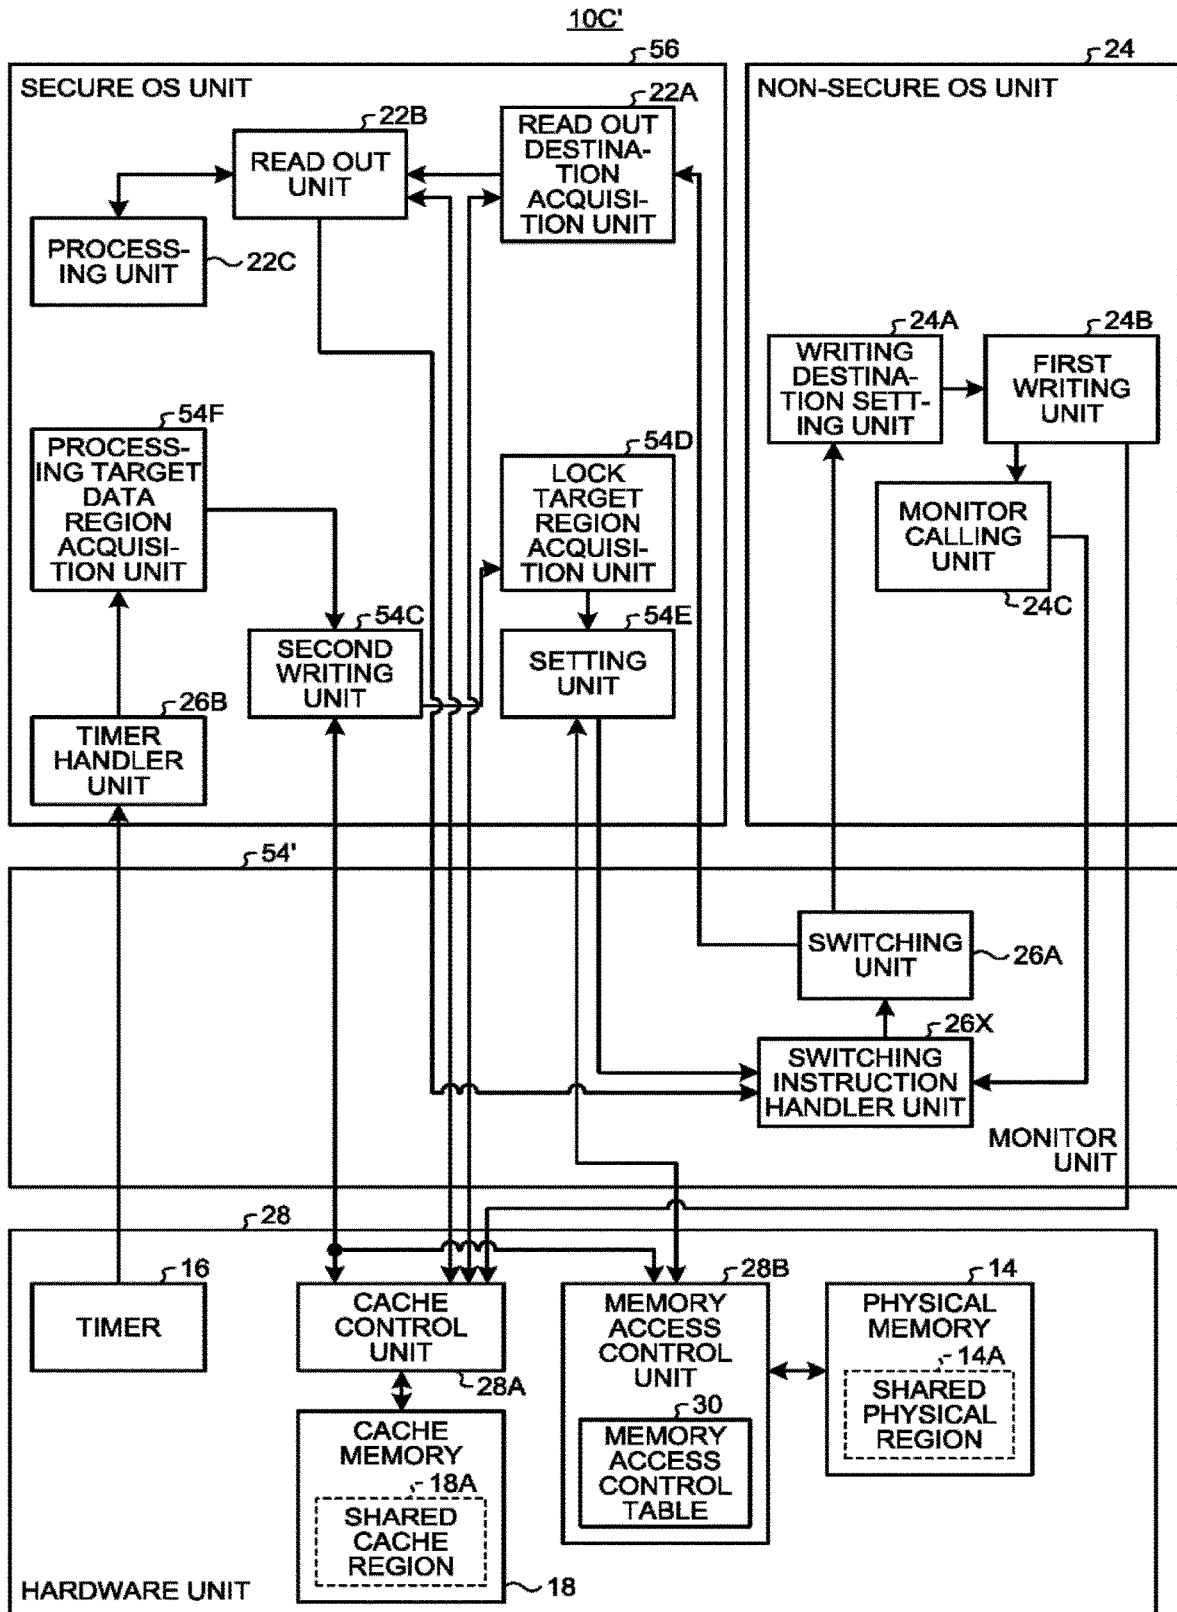 10C'
56
24
SECURE OS UNIT
NON-SECURE OS UNIT
22B
READ OUT
UNIT
22A
READ OUT
DESTINA-
TION
ACQUISI-
TION UNIT
PROCESS-
ING UNIT
22C
24A
WRITING
DESTINA-
TION SETT-
ING UNIT
24B
FIRST
WRITING
UNIT
54F
PROCESS-
ING TARGET
DATA
REGION
ACQUISI-
TION UNIT
54D
LOCK
TARGET
REGION
ACQUISI-
TION UNIT
MONITOR
CALLING
UNIT
24C
54C
SECOND
WRITING
UNIT
54E
SETTING
UNIT
26B
TIMER
HANDLER
UNIT
54'
SWITCHING
UNIT
26A
26X
SWITCHING
INSTRUCTION
HANDLER UNIT
MONITOR
UNIT
28
16
TIMER
CACHE
CONTROL
UNIT
28A
28B
MEMORY
ACCESS
CONTROL
UNIT
14
PHYSICAL
MEMORY
14A
SHARED
PHYSICAL
REGION
CACHE
MEMORY
18A
SHARED
CACHE
REGION
18
30
MEMORY
ACCESS
CONTROL
TABLE
HARDWARE UNIT